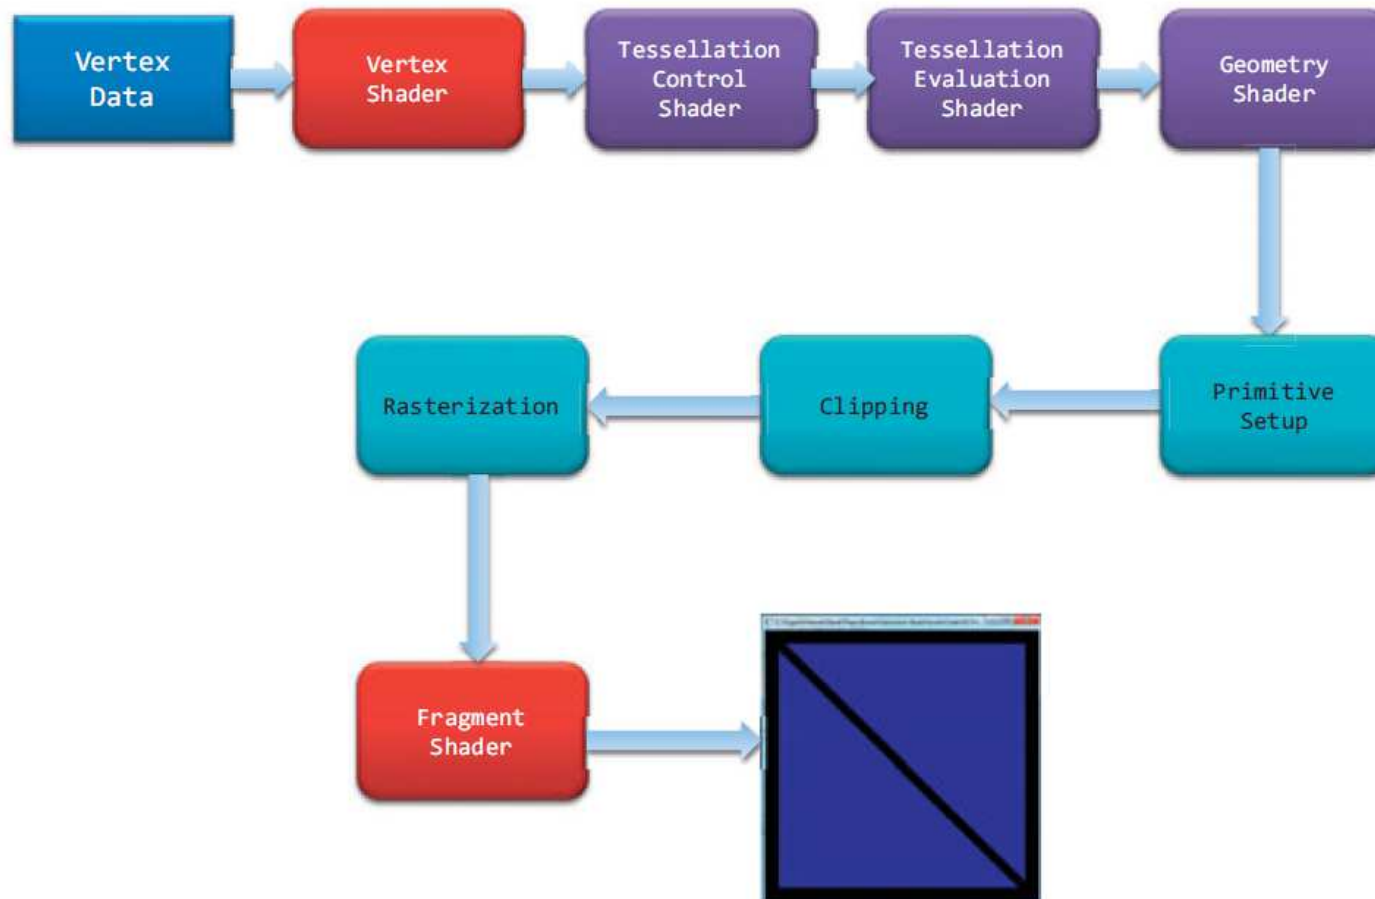 Vertex
Data
Vertex
Shader
Tessellation
Control
Shader
Tessellation
Evaluation
Shader
Geometry
Shader
Rasterization
Clipping
Primitive
Setup
Fragment
Shader